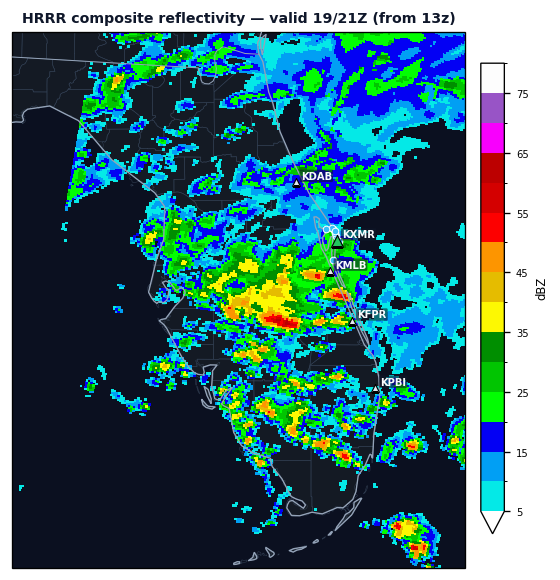 HRRR composite reflectivity — valid 19/21Z (from 13z)
KDAB
KXMR
KMLB
KFPR
KPBI
75
65
55
45
35
25
15
5
dBZ